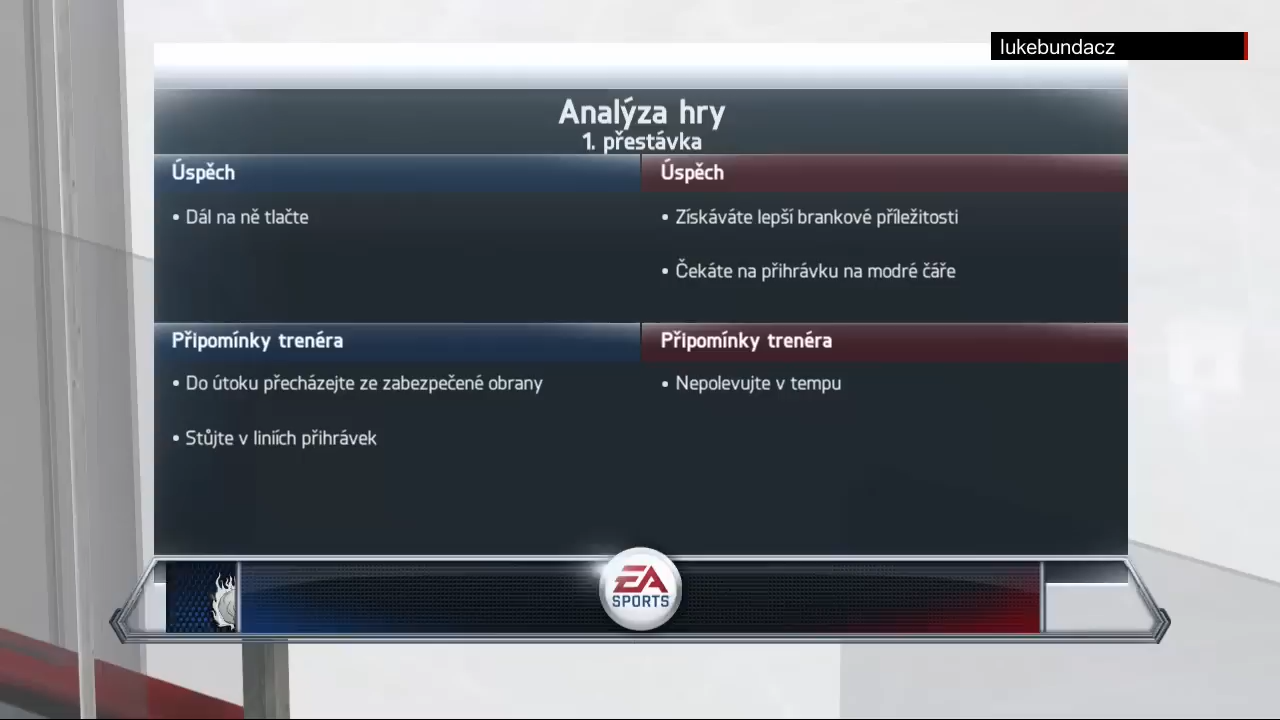 lukebundacz
Analýza hry
1. přestávka
Úspěch
• Dál na ně tlačte
Úspěch
• Získáváte lepší brankové příležitosti
• Čekáte na přihrávku na modré čáře
Připomínky trenéra
• Do útoku přecházejte ze zabezpečené obrany
• Stůjte v liniích přihrávek
Připomínky trenéra
• Nepolevujte v tempu
EA
SPORTS